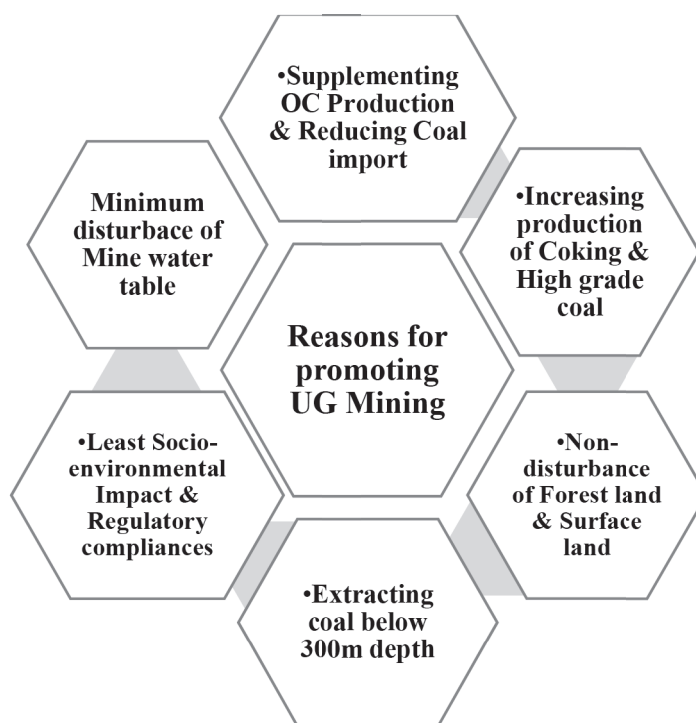 •Supplementing
OC Production
& Reducing Coal
import
•Increasing
production
of Coking &
High grade
coal
•Non-
disturbance
of Forest land
& Surface
land
•Extracting
coal below
300m depth
•Least Socio-
environmental
Impact &
Regulatory
compliances
Minimum
disturbace of
Mine water
table
Reasons for
promoting
UG Mining